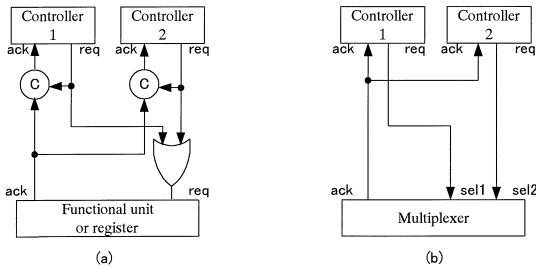 Controller
1
Controller
2
ack
req
ack
req
C
C
ack
req
Functional unit
or register
(a)
Controller
1
Controller
2
ack
req
ack
req
ack
sel1
sel2
Multiplexer
(b)